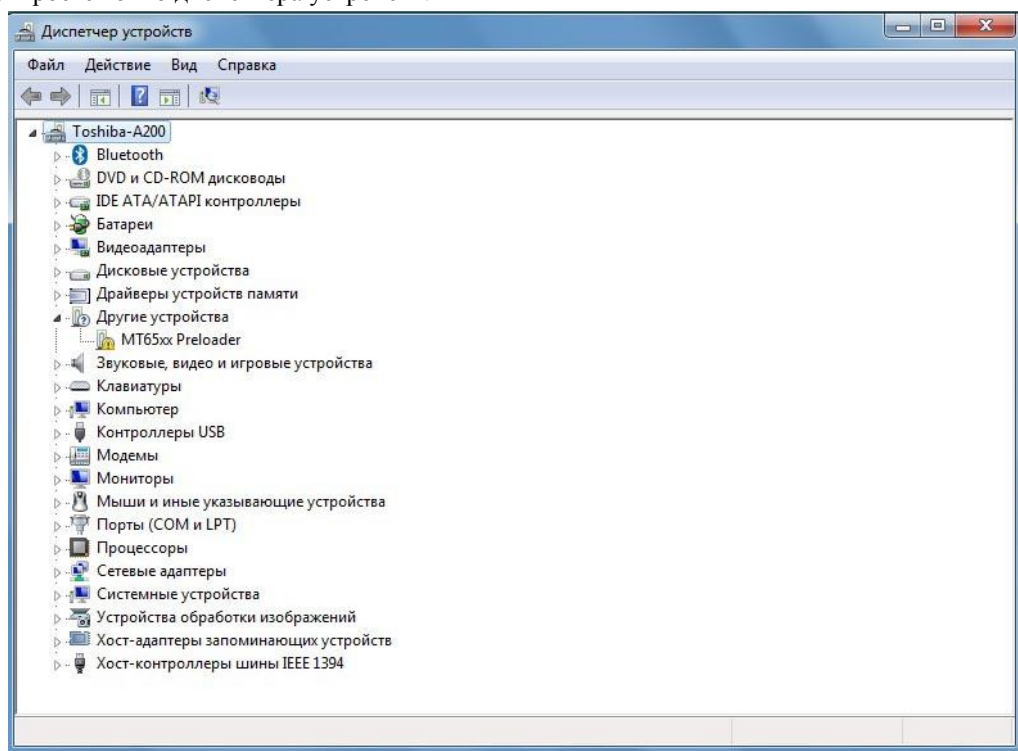 Диспетчер устройств
Файл Действие Вид Справка
Toshiba-A200
Bluetooth
DVD и CD-ROM дисководы
IDE ATA/ATAPI контроллеры
Батареи
Видеоадаптеры
Дисковые устройства
Драйверы устройств памяти
Другие устройства
MT65xx Preloader
Звуковые, видео и игровые устройства
Клавиатуры
Компьютер
Контроллеры USB
Модемы
Мониторы
Мыши и иные указывающие устройства
Порты (COM и LPT)
Процессоры
Сетевые адаптеры
Системные устройства
Устройства обработки изображений
Хост-адаптеры запоминающих устройств
Хост-контроллеры шины IEEE 1394